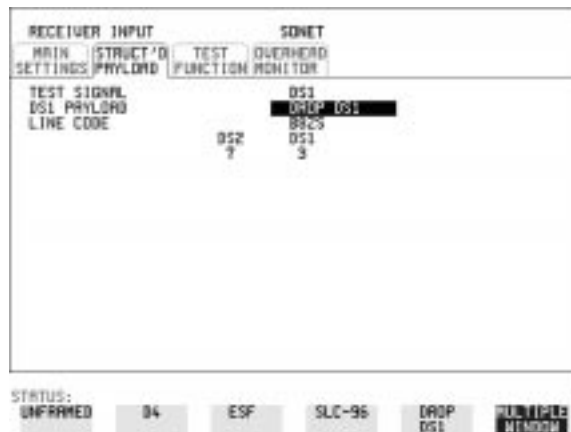 RECEIVER INPUT SONET
MAIN SETTINGS STRUCT'D PAYLOAD TEST FUNCTION OVERHEAD MONITOR
TEST SIGNAL DS1
DS1 PAYLOAD DROP DS1
LINE CODE B8ZS
DS2 DS1
7 3
STATUS:
UNFRAMED D4 ESF SLC-96 DROP DS1 MULTIPLE WINDOW